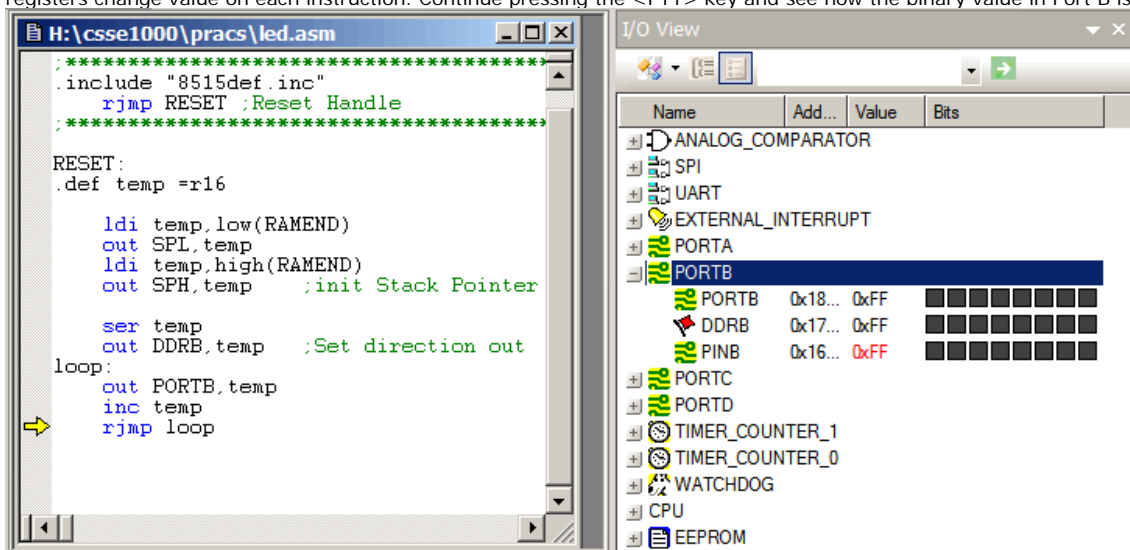 registers change value on each instruction. Continue pressing the <F11> key and see how the binary value in Port B is
H:\csse1000\pracs\led.asm
;***************************************
.include "8515def.inc"
rjmp RESET ;Reset Handle
;***************************************
RESET:
.def temp =r16
ldi temp,low(RAMEND)
out SPL,temp
ldi temp,high(RAMEND)
out SPH,temp ;init Stack Pointer
ser temp
out DDRB,temp ;Set direction out
loop:
out PORTB,temp
inc temp
rjmp loop
I/O View
Name Add... Value Bits
ANALOG_COMPARATOR
SPI
UART
EXTERNAL_INTERRUPT
PORTA
PORTB
PORTB 0x18... 0xFF
DDRB 0x17... 0xFF
PINB 0x16... 0xFF
PORTC
PORTD
TIMER_COUNTER_1
TIMER_COUNTER_0
WATCHDOG
CPU
EEPROM